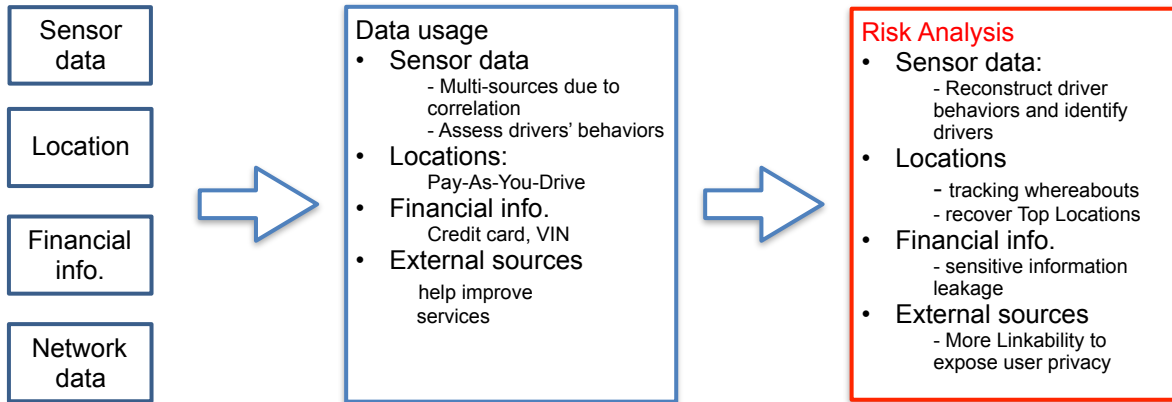 Sensor
data
Location
Financial
info.
Network
data
Data usage
• Sensor data
- Multi-sources due to
correlation
- Assess drivers' behaviors
• Locations:
Pay-As-You-Drive
• Financial info.
Credit card, VIN
• External sources
help improve
services
Risk Analysis
• Sensor data:
- Reconstruct driver
behaviors and identify
drivers
• Locations
- tracking whereabouts
- recover Top Locations
• Financial info.
- sensitive information
leakage
• External sources
- More Linkability to
expose user privacy